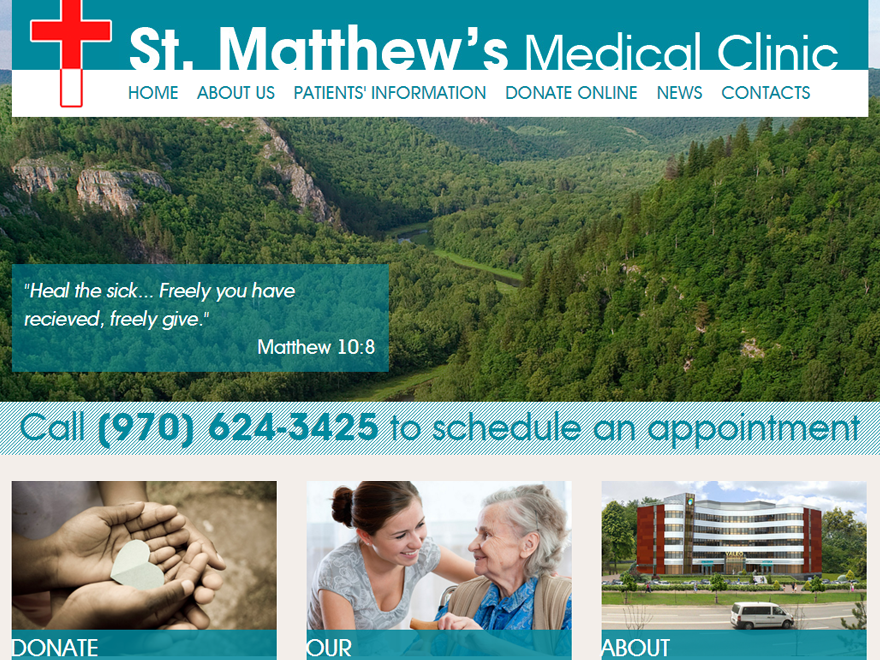 St. Matthew's Medical Clinic
HOME ABOUT US PATIENTS' INFORMATION DONATE ONLINE NEWS CONTACTS
"Heal the sick... Freely you have
recieved, freely give."
Matthew 10:8
Call (970) 624-3425 to schedule an appointment
DONATE OUR ABOUT